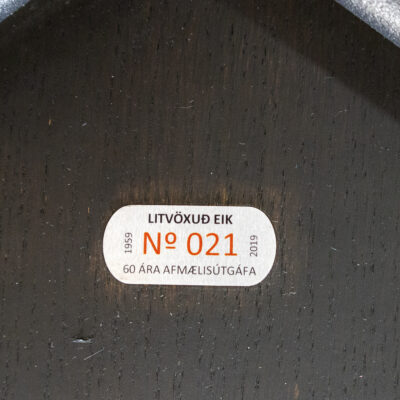 LITVÖXUÐ EIK
1959
Nº 021
2019
60 ÁRA AFMÆLISÚTGÁFA